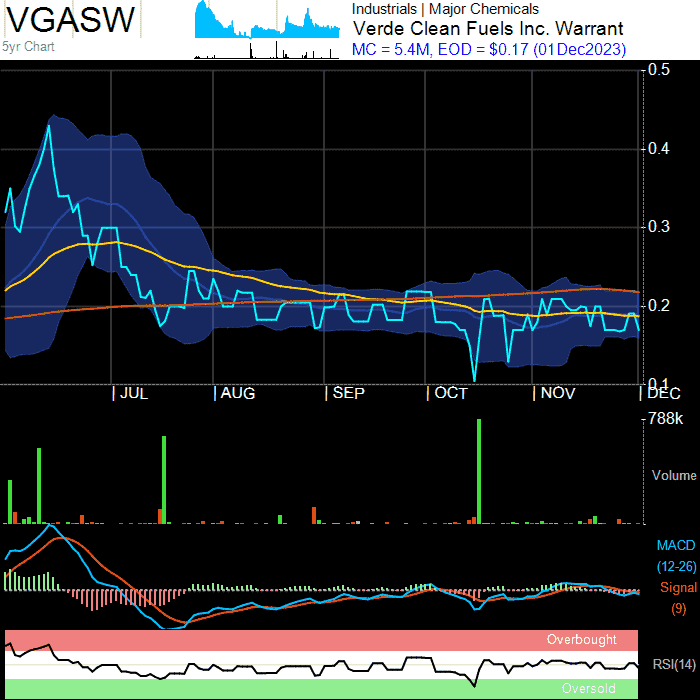 VGASW
5yr Chart
Industrials | Major Chemicals
Verde Clean Fuels Inc. Warrant
MC = 5.4M, EOD = $0.17 (01Dec2023)
0.5
0.4
0.3
0.2
0.1
JUL AUG SEP OCT NOV DEC
788k
Volume
MACD
(12-26)
Signal
(9)
Overbought
RSI(14)
Oversold